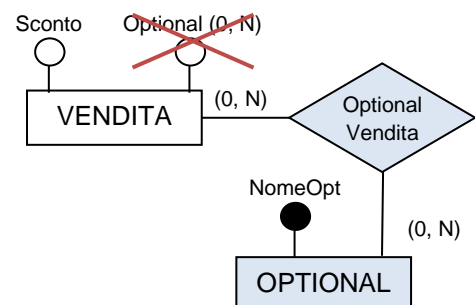 Sconto
Optional (0, N)
VENDITA
(0, N)
Optional
Vendita
NomeOpt
(0, N)
OPTIONAL